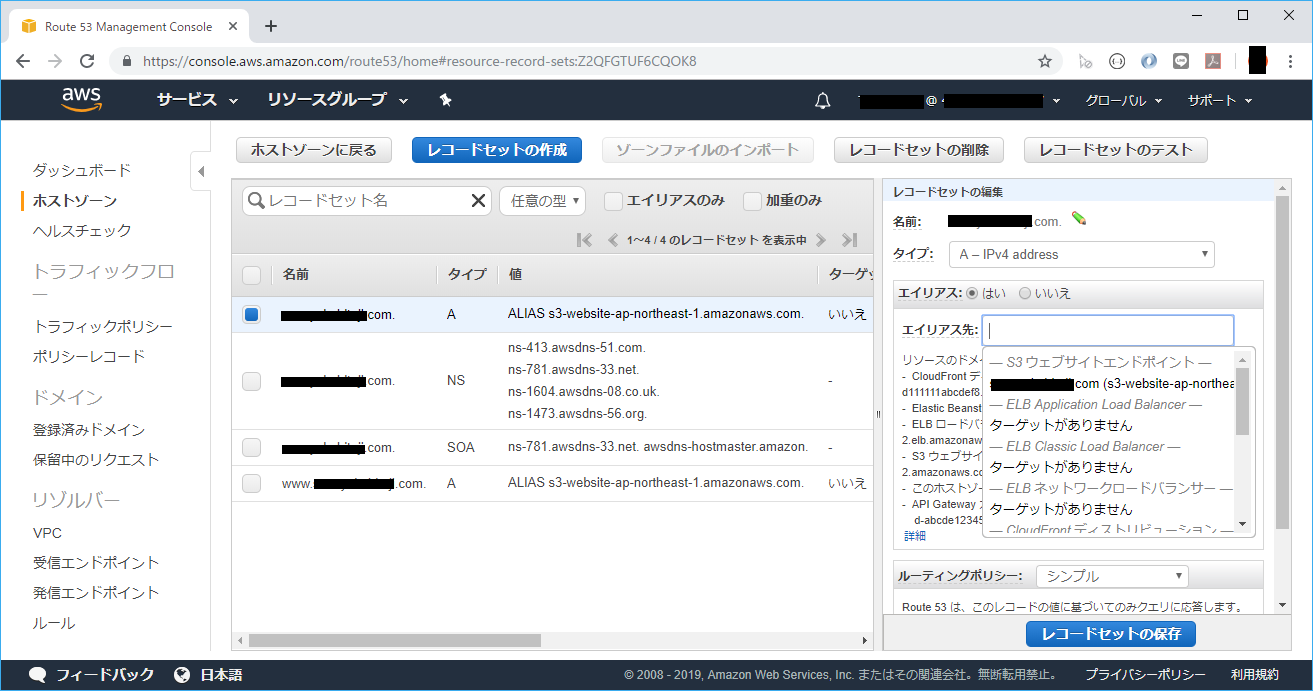 Route 53 Management Console
https://console.aws.amazon.com/route53/home#resource-record-sets:Z2QFGTUF6CQOK8
aws サービス リソースグループ @ グローバル サポート
ダッシュボード
ホストゾーン
ヘルスチェック
トラフィックフロ
ー
トラフィックポリシー
ポリシーレコード
ドメイン
登録済みドメイン
保留中のリクエスト
リゾルバー
VPC
受信エンドポイント
発信エンドポイント
ルール
ホストゾーンに戻る レコードセットの作成 ゾーンファイルのインポート レコードセットの削除 レコードセットのテスト
レコードセット名 任意の型 エイリアスのみ 加重のみ
1～4 / 4 のレコードセット を表示中
名前 タイプ 値 ターゲッ
com. A ALIAS s3-website-ap-northeast-1.amazonaws.com. いいえ
com. NS
ns-413.awsdns-51.com.
ns-781.awsdns-33.net.
ns-1604.awsdns-08.co.uk.
ns-1473.awsdns-56.org.
-
com. SOA ns-781.awsdns-33.net. awsdns-hostmaster.amazon. -
www. .com. A ALIAS s3-website-ap-northeast-1.amazonaws.com. いいえ
レコードセットの編集
名前: com.
タイプ: A – IPv4 address
エイリアス: はい いいえ
エイリアス先:
リソースのドメイ
- CloudFront デ
d111111abcdef8.
- Elastic Beanst
- ELB ロードバ
2.elb.amazonaw
- S3 ウェブサイ
2.amazonaws.co
- このホストゾー
- API Gateway
d-abcde12345
詳細
— S3 ウェブサイトエンドポイント —
com (s3-website-ap-northea
— ELB Application Load Balancer —
ターゲットがありません
— ELB Classic Load Balancer —
ターゲットがありません
— ELB ネットワークロードバランサー —
ターゲットがありません
— CloudFront ディストリビューション —
ルーティングポリシー: シンプル
Route 53 は、このレコードの値に基づいてのみクエリに応答します。
レコードセットの保存
フィードバック 日本語 © 2008 - 2019, Amazon Web Services, Inc. またはその関連会社。無断転用禁止。 プライバシーポリシー 利用規約